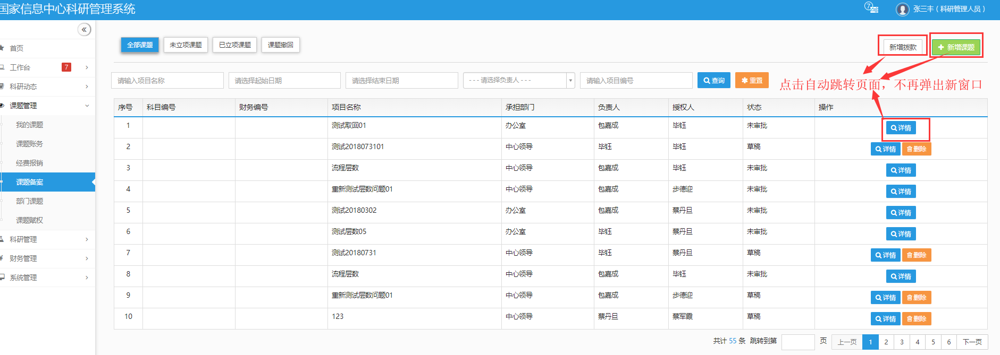 国家信息中心科研管理系统
7
张三丰（科研管理人员）
«
首页
工作台 7
科研动态
课题管理
我的课题
课题账务
经费报销
课题备案
部门课题
课题赋权
科研管理
财务管理
系统管理
全部课题 未立项课题 已立项课题 课题撤回
新增拨款 新增课题
请输入项目名称 请选择起始日期 请选择结束日期 - - - 请选择负责人 - - - 请输入项目编号 查询 重置
点击自动跳转页面，不再弹出新窗口
序号 科目编号 财务编号 项目名称 承担部门 负责人 授权人 状态 操作
1 测试取回01 办公室 包嘉成 毕钰 未审批 详情
2 测试2018073101 中心领导 毕钰 毕钰 草稿 详情 删除
3 流程层数 中心领导 包嘉成 毕钰 未审批 详情
4 重新测试层数问题01 中心领导 包嘉成 步德迎 未审批 详情
5 测试20180302 办公室 包嘉成 蔡丹旦 未审批 详情
6 测试层数05 办公室 毕钰 蔡丹旦 未审批 详情
7 测试20180731 中心领导 毕钰 蔡丹旦 草稿 详情 删除
8 流程层数 中心领导 包嘉成 毕钰 未审批 详情
9 重新测试层数问题01 中心领导 包嘉成 步德迎 草稿 详情 删除
10 123 中心领导 蔡丹旦 蔡军霞 草稿 详情 删除
共计 55 条 跳转到第 页 上一页 1 2 3 4 5 6 下一页